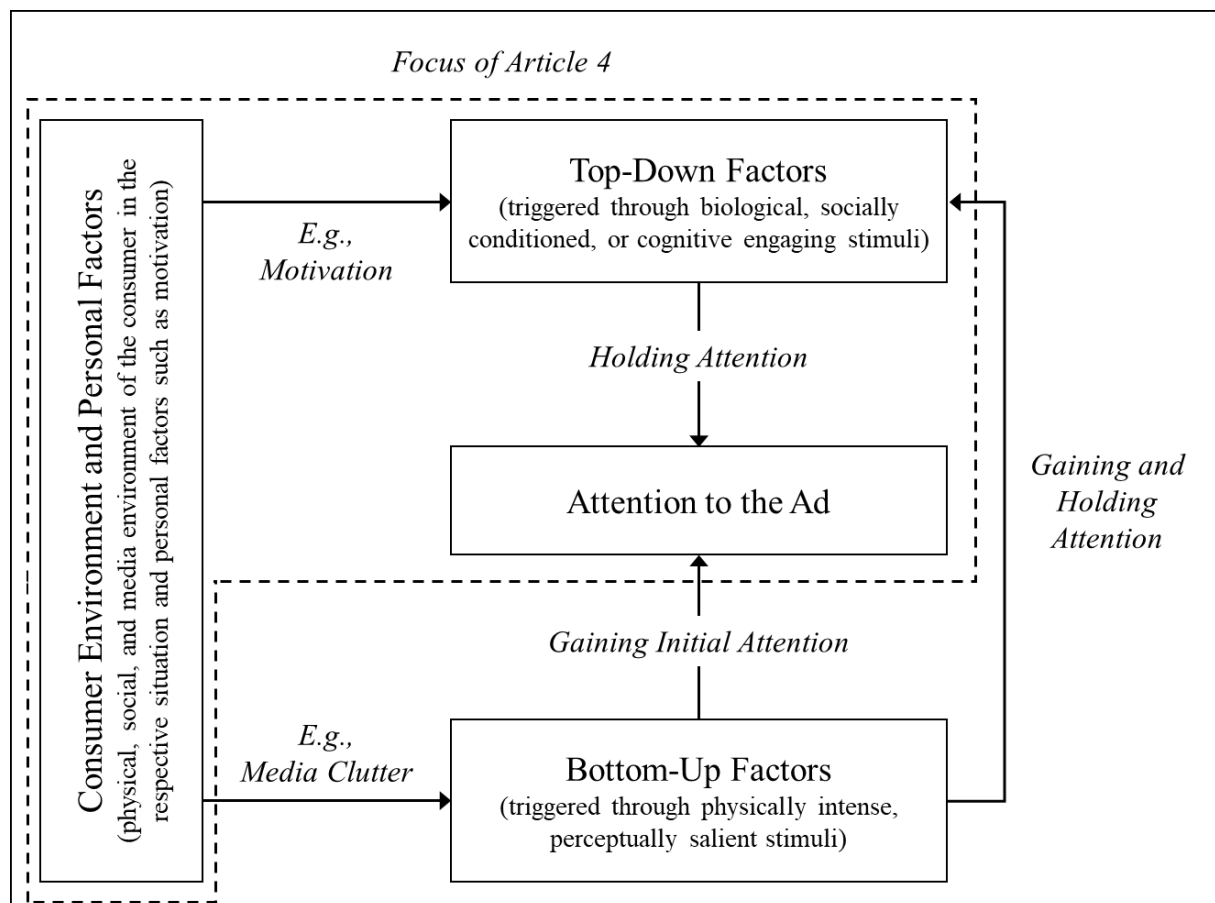 Focus of Article 4
Consumer Environment and Personal Factors
(physical, social, and media environment of the consumer in the
respective situation and personal factors such as motivation)
E.g.,
Motivation
Top-Down Factors
(triggered through biological, socially
conditioned, or cognitive engaging stimuli)
Holding Attention
Attention to the Ad
Gaining and
Holding
Attention
Gaining Initial Attention
E.g.,
Media Clutter
Bottom-Up Factors
(triggered through physically intense,
perceptually salient stimuli)